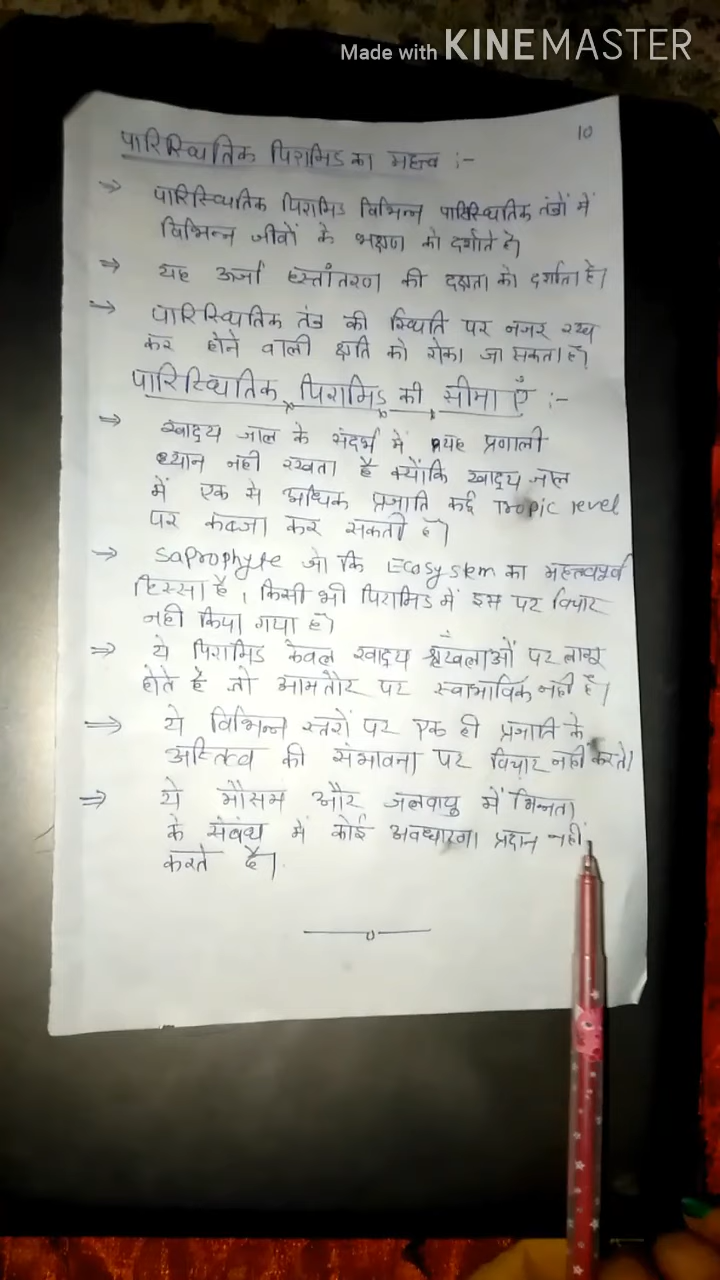 Made with KINEMASTER
10
पारिस्थितिक पिरामिड का महत्व :-
⇒ पारिस्थितिक पिरामिड विभिन्न पारिस्थितिक तंत्रों में
विभिन्न जीवों के भक्षण को दर्शाते है।
⇒ यह ऊर्जा हस्तांतरण की दक्षता को दर्शाता है।
⇒ पारिस्थितिक तंत्र की स्थिति पर नजर रख
कर होने वाली क्षति को रोका जा सकता है।
पारिस्थितिक पिरामिड की सीमाएँ :-
⇒ खाद्य जाल के संदर्भ में यह प्रणाली
ध्यान नही रखता है क्योंकि खाद्य जाल
में एक से अधिक प्रजाति कई Tropic level
पर कब्जा कर सकती है।
⇒ Saprophyte जो कि Ecosystem का महत्त्वपूर्ण
हिस्सा है, किसी भी पिरामिड में इस पर विचार
नही किया गया है।
⇒ ये पिरामिड केवल खाद्य श्रृंखलाओं पर लागू
होते है जो आमतौर पर स्वाभाविक नहीं है।
⇒ ये विभिन्न स्तरों पर एक ही प्रजाति के
अस्तित्व की संभावना पर विचार नहीं करते।
⇒ ये मौसम और जलवायु में भिन्नता
के संबंध में कोई अवधारणा प्रदान नहीं
करते है।